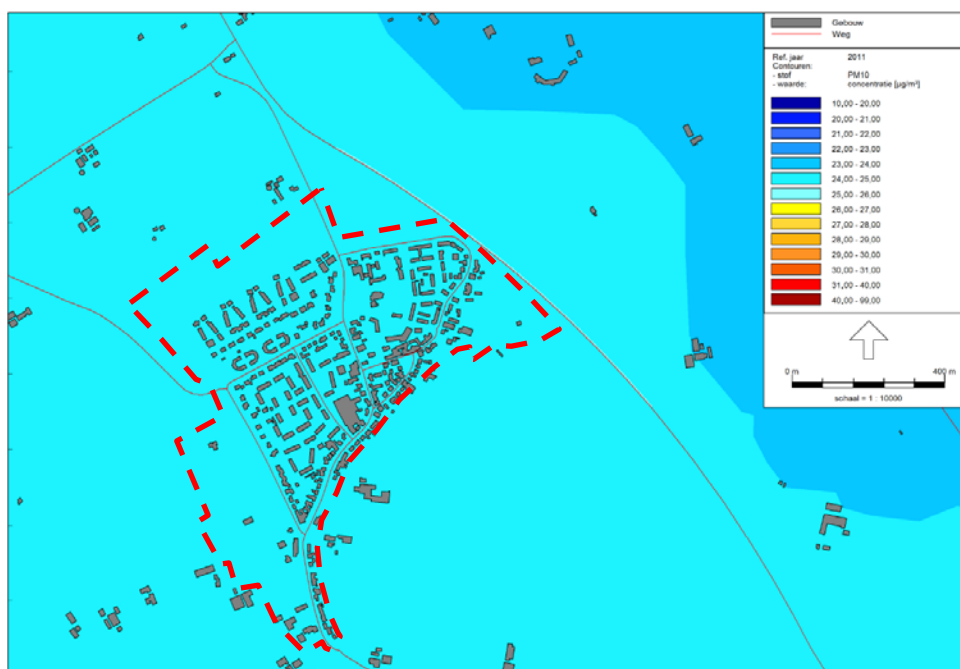 Gebouw
Weg
Ref. jaar 2011
Contouren:
- stof PM10
- waarde: concentratie [µg/m³]
10,00 - 20,00
20,00 - 21,00
21,00 - 22,00
22,00 - 23,00
23,00 - 24,00
24,00 - 25,00
25,00 - 26,00
26,00 - 27,00
27,00 - 28,00
28,00 - 29,00
29,00 - 30,00
30,00 - 31,00
31,00 - 40,00
40,00 - 99,00
0 m 400 m
schaal = 1 : 10000